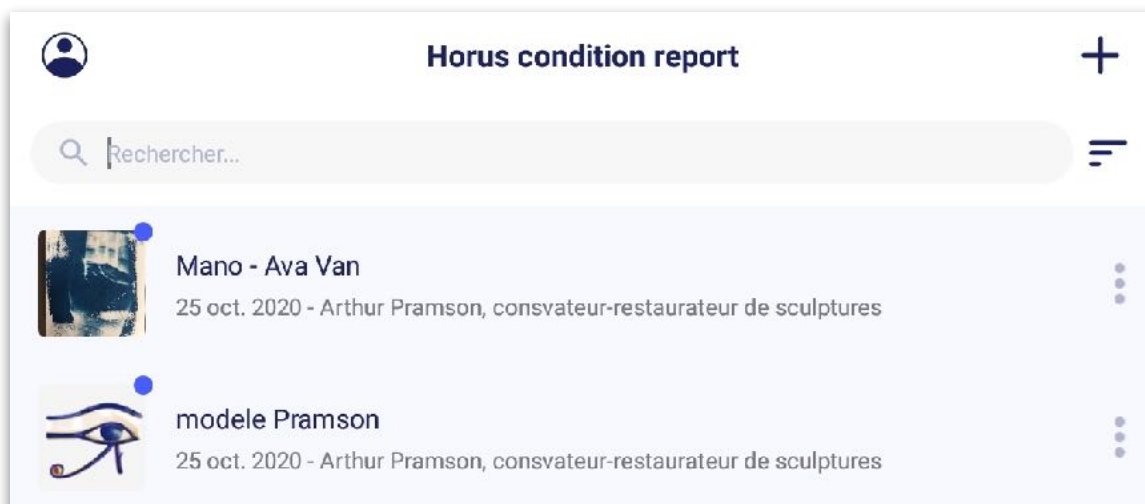 Horus condition report
Rechercher...
Mano - Ava Van
25 oct. 2020 - Arthur Pramson, consvateur-restaurateur de sculptures
modele Pramson
25 oct. 2020 - Arthur Pramson, consvateur-restaurateur de sculptures